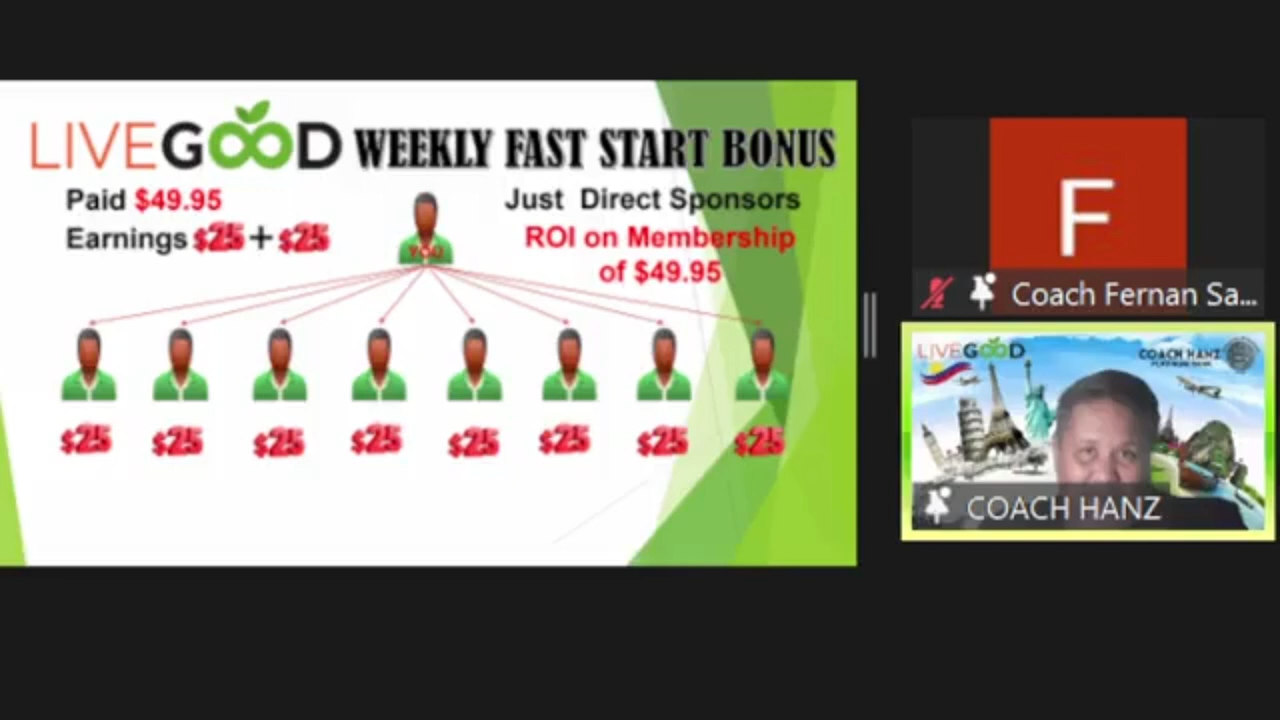 LIVEGOOD WEEKLY FAST START BONUS
Paid $49.95
Earnings $25 + $25
Just Direct Sponsors
ROI on Membership
of $49.95
YOU
$25 $25 $25 $25 $25 $25 $25 $25
F
Coach Fernan Sa...
LIVEGOOD
COACH HANZ
COACH HANZ